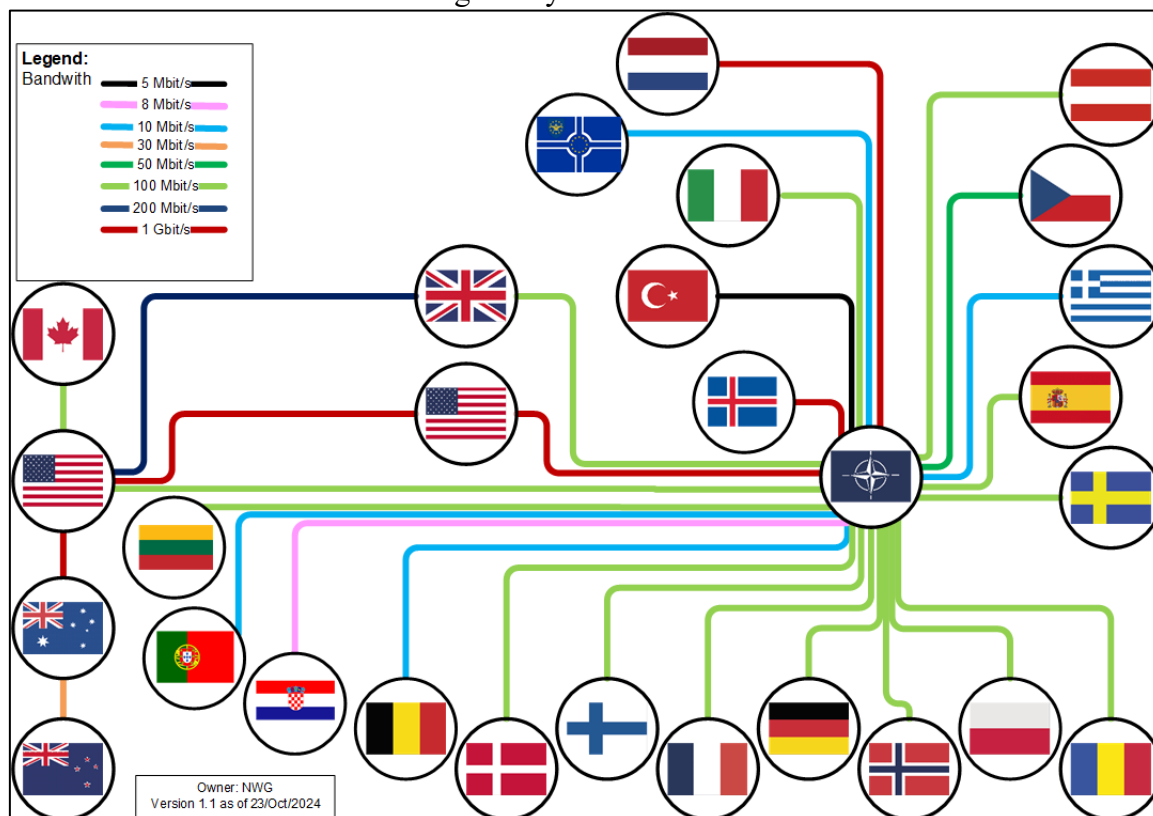 Legend:
Bandwith
5 Mbit/s
8 Mbit/s
10 Mbit/s
30 Mbit/s
50 Mbit/s
100 Mbit/s
200 Mbit/s
1 Gbit/s
Owner: NWG
Version 1.1 as of 23/Oct/2024